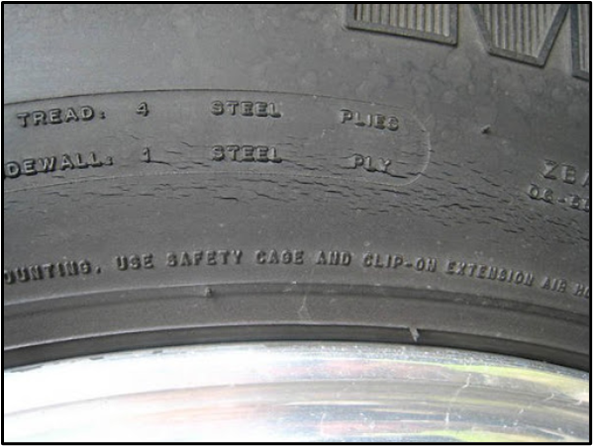 TREAD: 4 STEEL PLIES
DEWALL: 1 STEEL PLY
OUNTING, USE SAFETY CAGE AND CLIP-ON EXTENSION AIR